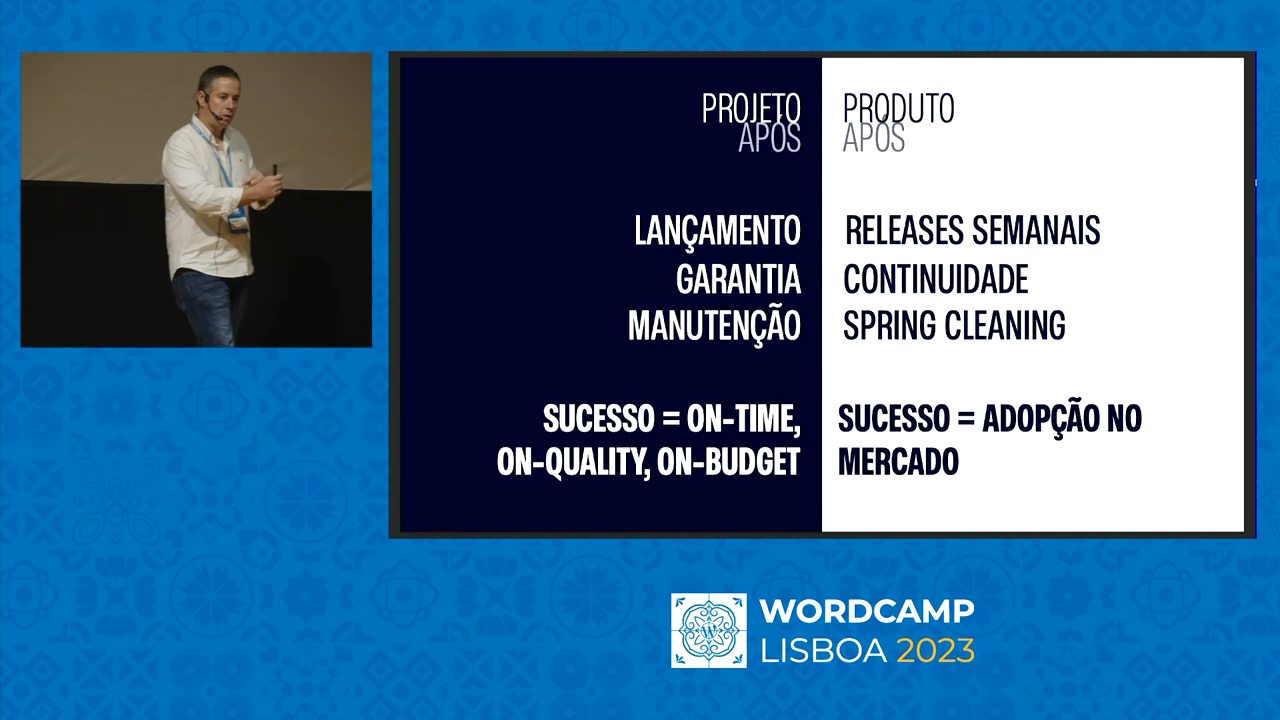 PROJETO
APÓS
LANÇAMENTO
GARANTIA
MANUTENÇÃO
SUCESSO = ON-TIME,
ON-QUALITY, ON-BUDGET
PRODUTO
APÓS
RELEASES SEMANAIS
CONTINUIDADE
SPRING CLEANING
SUCESSO = ADOPÇÃO NO
MERCADO
WORDCAMP
LISBOA 2023